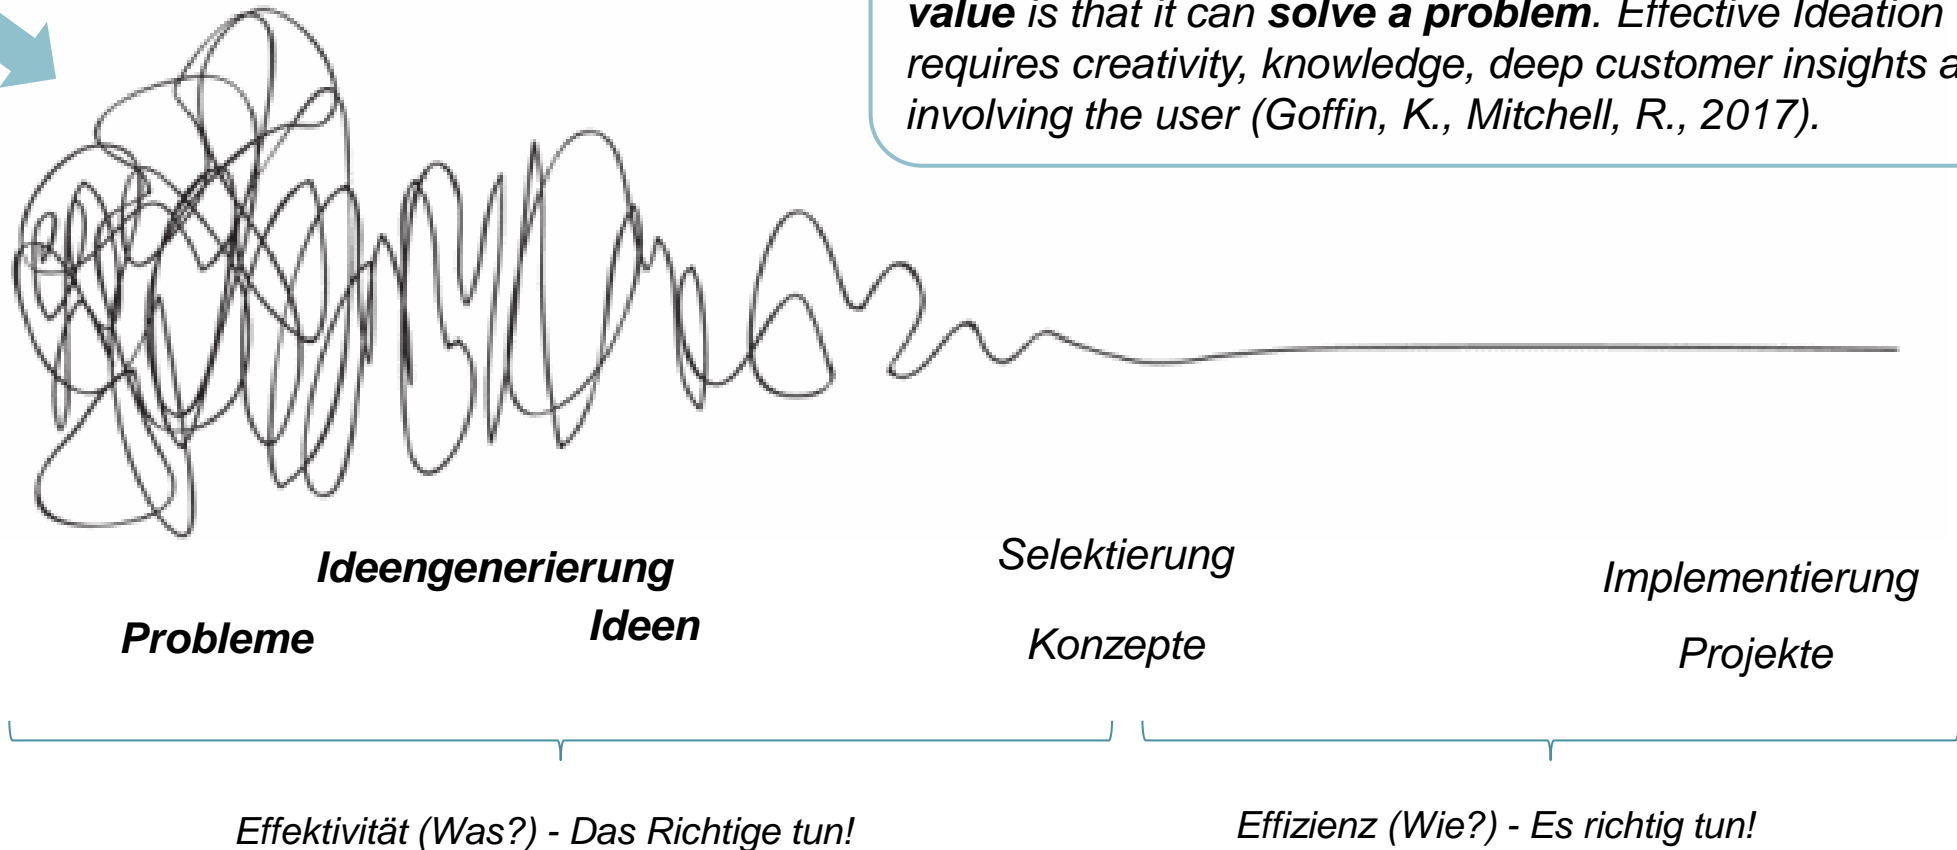 value is that it can solve a problem. Effective Ideation
requires creativity, knowledge, deep customer insights
involving the user (Goffin, K., Mitchell, R., 2017).
Ideengenerierung
Selektierung
Implementierung
Probleme
Ideen
Konzepte
Projekte
Effektivität (Was?) - Das Richtige tun!
Effizienz (Wie?) - Es richtig tun!